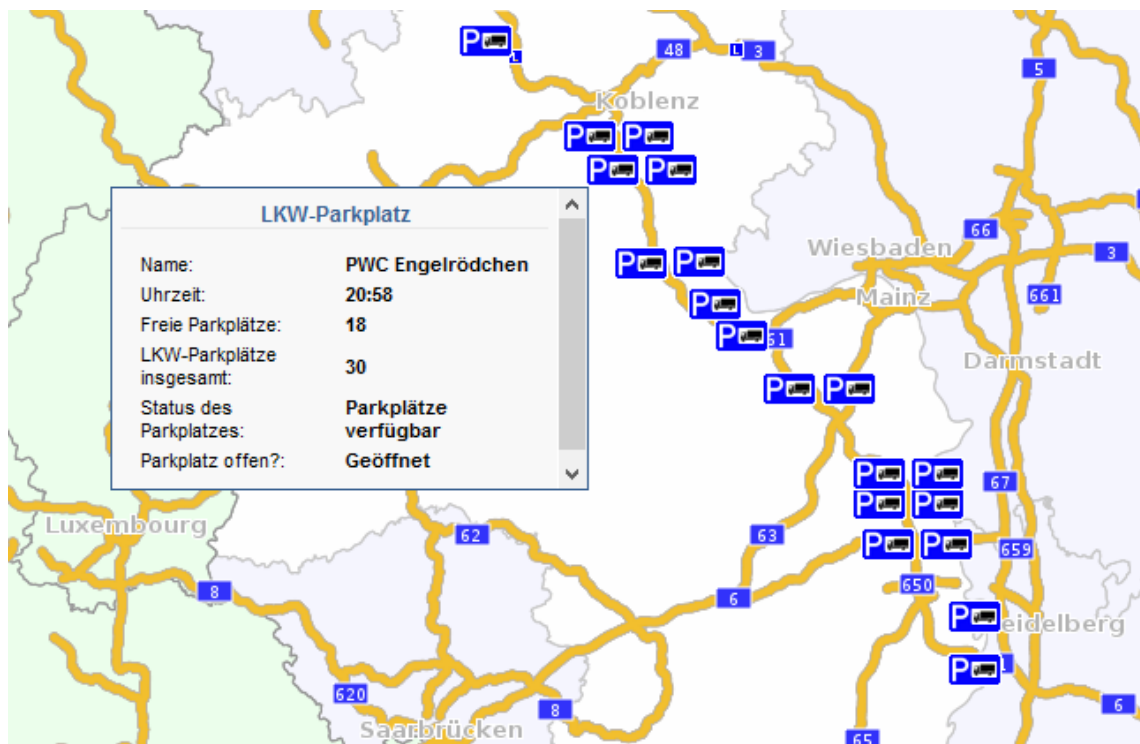 P
L
48
L
3
5
Koblenz
P P
P P
LKW-Parkplatz
Name: PWC Engelrödchen
Uhrzeit: 20:58
Freie Parkplätze: 18
LKW-Parkplätze
insgesamt: 30
Status des Parkplätze
Parkplatzes: verfügbar
Parkplatz offen?: Geöffnet
66
Wiesbaden
3
P P
Mainz
661
P
P 61
Darmstadt
P P
P P
67
P P
Luxembourg
62
63
P P
659
8
650
6
P
eidelberg
P
620
6
8
Saarbrücken
65